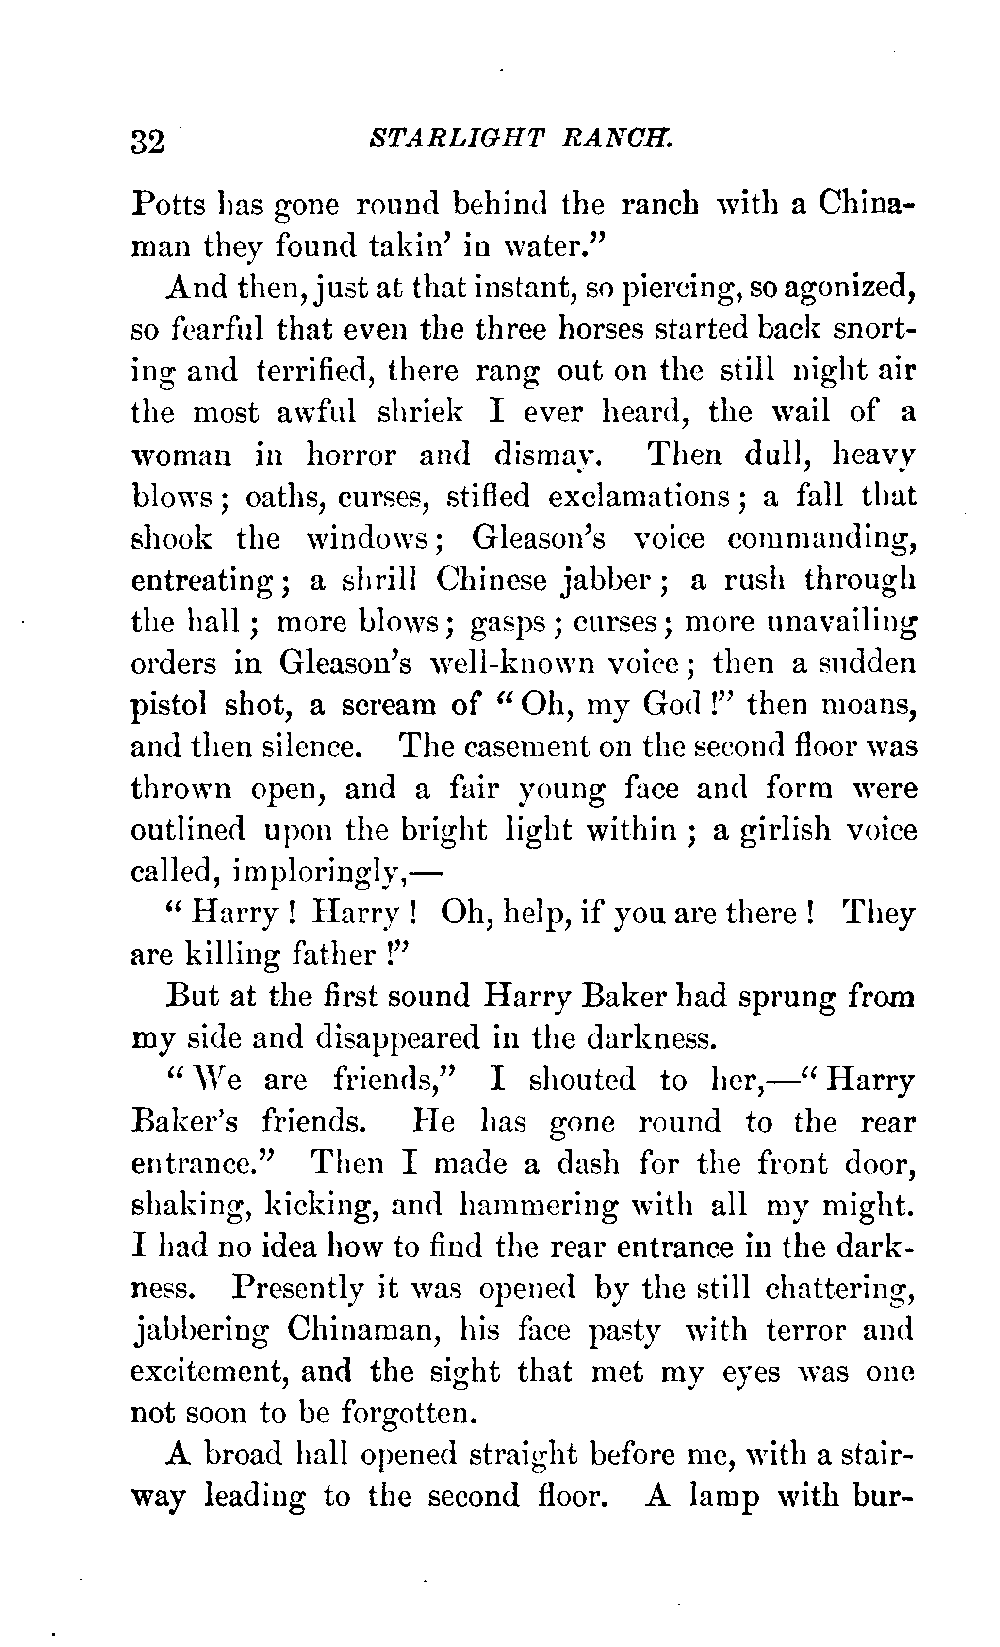 32 STARLIGHT RANCH.
Potts has gone round behind the ranch with a China-
man they found takin' in water."
And then, just at that instant, so piercing, so agonized,
so fearful that even the three horses started back snort-
ing and terrified, there rang out on the still night air
the most awful shriek I ever heard, the wail of a
woman in horror and dismay. Then dull, heavy
blows; oaths, curses, stifled exclamations; a fall that
shook the windows; Gleason's voice commanding,
entreating; a shrill Chinese jabber; a rush through
the hall; more blows; gasps; curses; more unavailing
orders in Gleason's well-known voice; then a sudden
pistol shot, a scream of "Oh, my God!" then moans,
and then silence. The casement on the second floor was
thrown open, and a fair young face and form were
outlined upon the bright light within; a girlish voice
called, imploringly,—
"Harry! Harry! Oh, help, if you are there! They
are killing father!"
But at the first sound Harry Baker had sprung from
my side and disappeared in the darkness.
"We are friends," I shouted to her,—"Harry
Baker's friends. He has gone round to the rear
entrance." Then I made a dash for the front door,
shaking, kicking, and hammering with all my might.
I had no idea how to find the rear entrance in the dark-
ness. Presently it was opened by the still chattering,
jabbering Chinaman, his face pasty with terror and
excitement, and the sight that met my eyes was one
not soon to be forgotten.
A broad hall opened straight before me, with a stair-
way leading to the second floor. A lamp with bur-